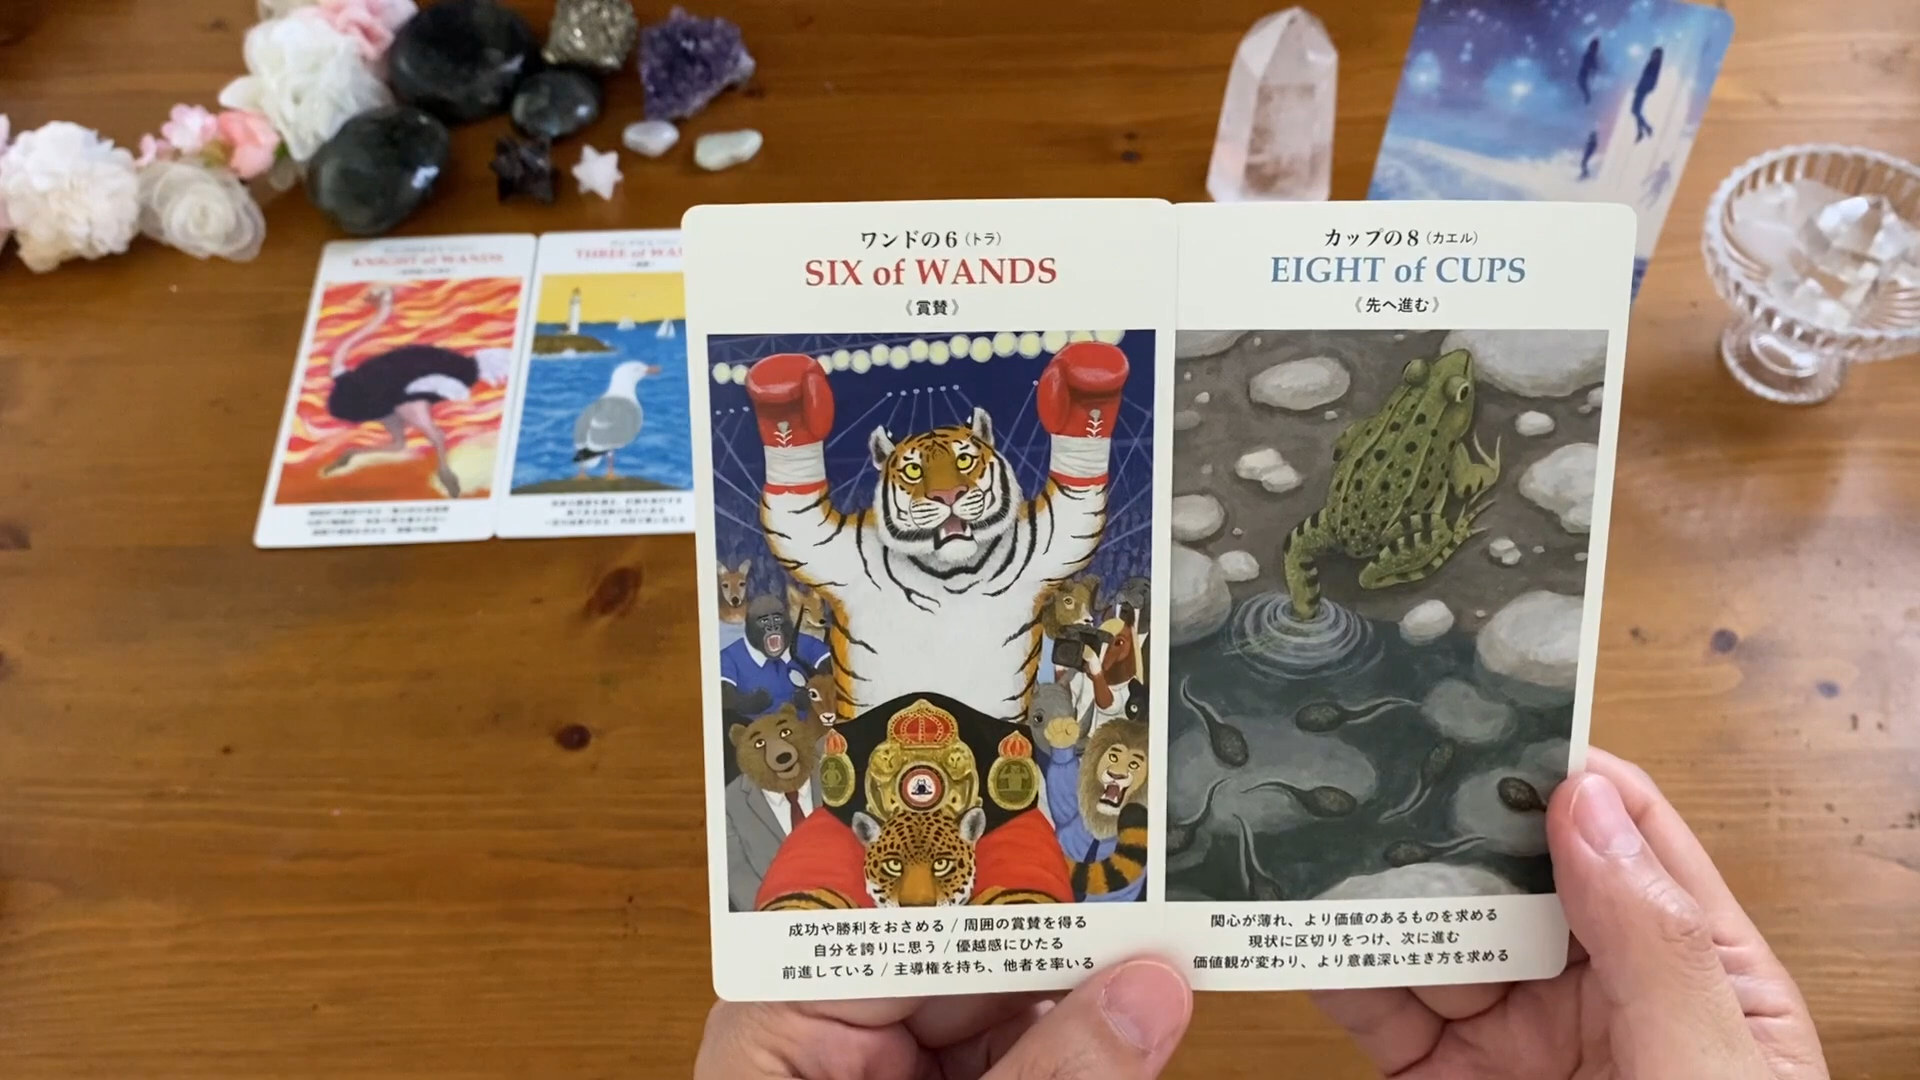 KNIGHT of WANDS
THREE of WA
ワンドの6(トラ)
SIX of WANDS
《賞賛》
成功や勝利をおさめる / 周囲の賞賛を得る
自分を誇りに思う / 優越感にひたる
前進している / 主導権を持ち、他者を率いる
カップの8(カエル)
EIGHT of CUPS
《先へ進む》
関心が薄れ、より価値のあるものを求める
現状に区切りをつけ、次に進む
価値観が変わり、より意義深い生き方を求める